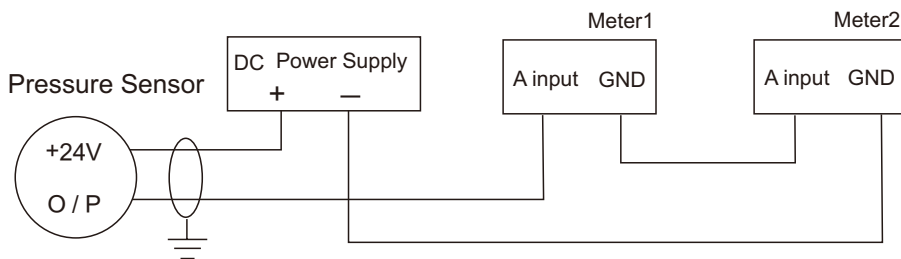 Meter1
Meter2
DC Power Supply
+ —
A input GND
A input GND
Pressure Sensor
+24V
O / P